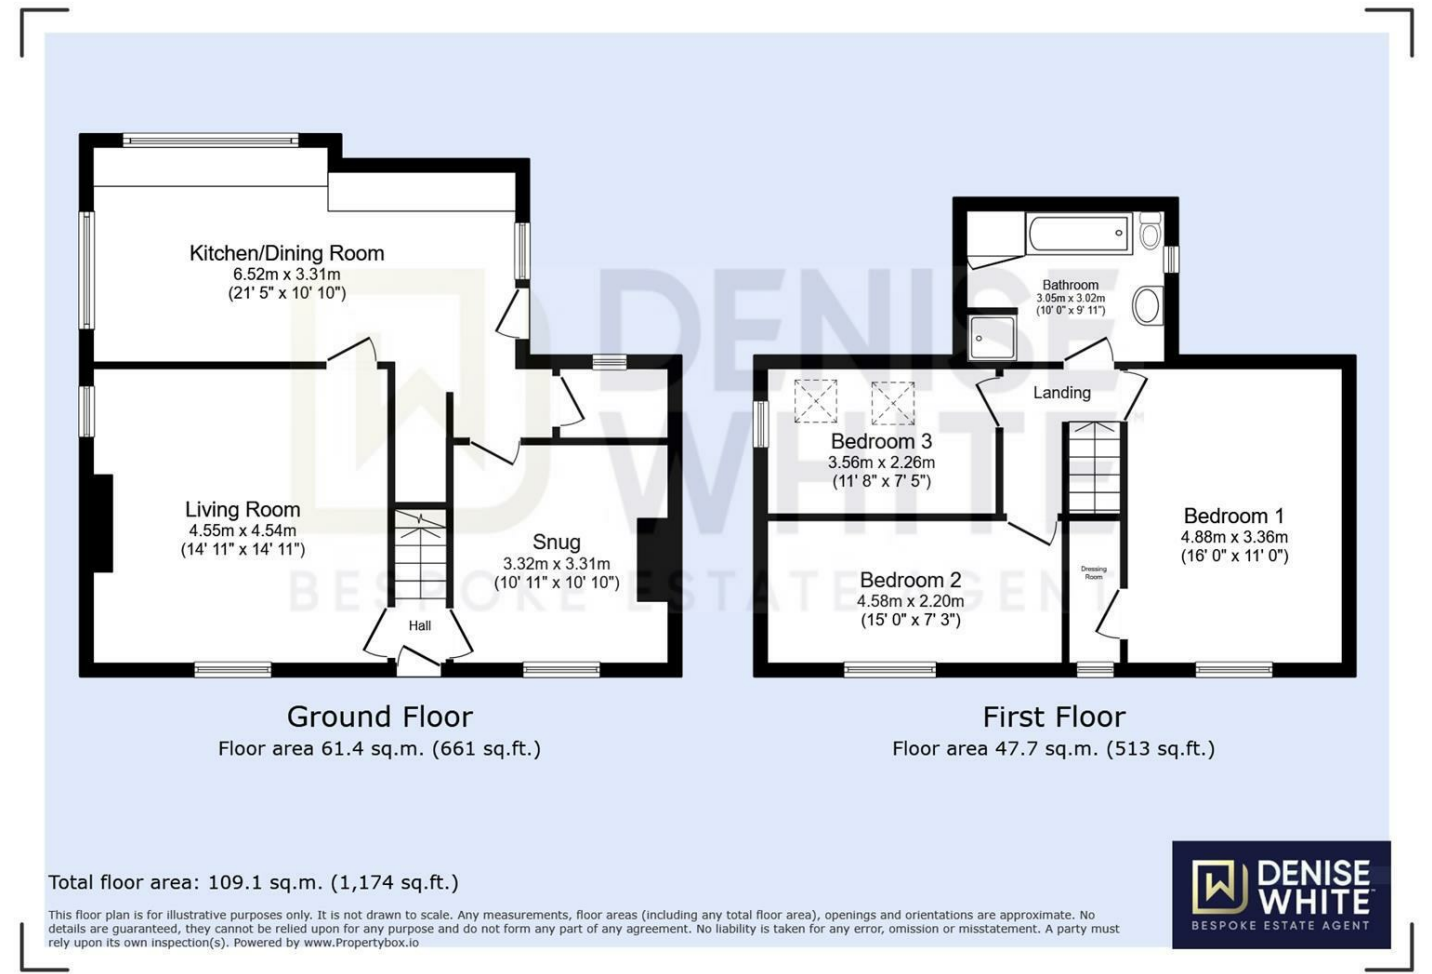 Kitchen/Dining Room
6.52m x 3.31m
(21' 5" x 10' 10")
Living Room
4.55m x 4.54m
(14' 11" x 14' 11")
Snug
3.32m x 3.31m
(10' 11" x 10' 10")
Hall
Ground Floor
Floor area 61.4 sq.m. (661 sq.ft.)
Bathroom
3.05m x 3.02m
(10' 0" x 9' 11")
Landing
Bedroom 3
3.56m x 2.26m
(11' 8" x 7' 5")
Bedroom 1
4.88m x 3.36m
(16' 0" x 11' 0")
Bedroom 2
4.58m x 2.20m
(15' 0" x 7' 3")
Dressing
Room
First Floor
Floor area 47.7 sq.m. (513 sq.ft.)
DENISE
WHITE
BESPOKE ESTATE AGENT
Total floor area: 109.1 sq.m. (1,174 sq.ft.)
This floor plan is for illustrative purposes only. It is not drawn to scale. Any measurements, floor areas (including any total floor area), openings and orientations are approximate. No
details are guaranteed, they cannot be relied upon for any purpose and do not form any part of any agreement. No liability is taken for any error, omission or misstatement. A party must
rely upon its own inspection(s). Powered by www.Propertybox.io
DENISE
WHITE™
BESPOKE ESTATE AGENT